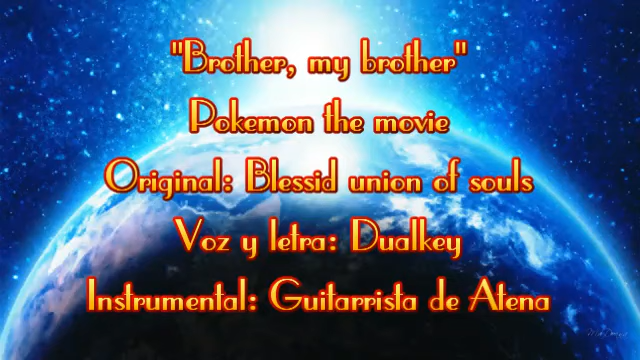 "Brother, my brother"
Pokemon the movie
Original: Blessid union of souls
Voz y letra: Dualkey
Instrumental: Guitarrista de Atena